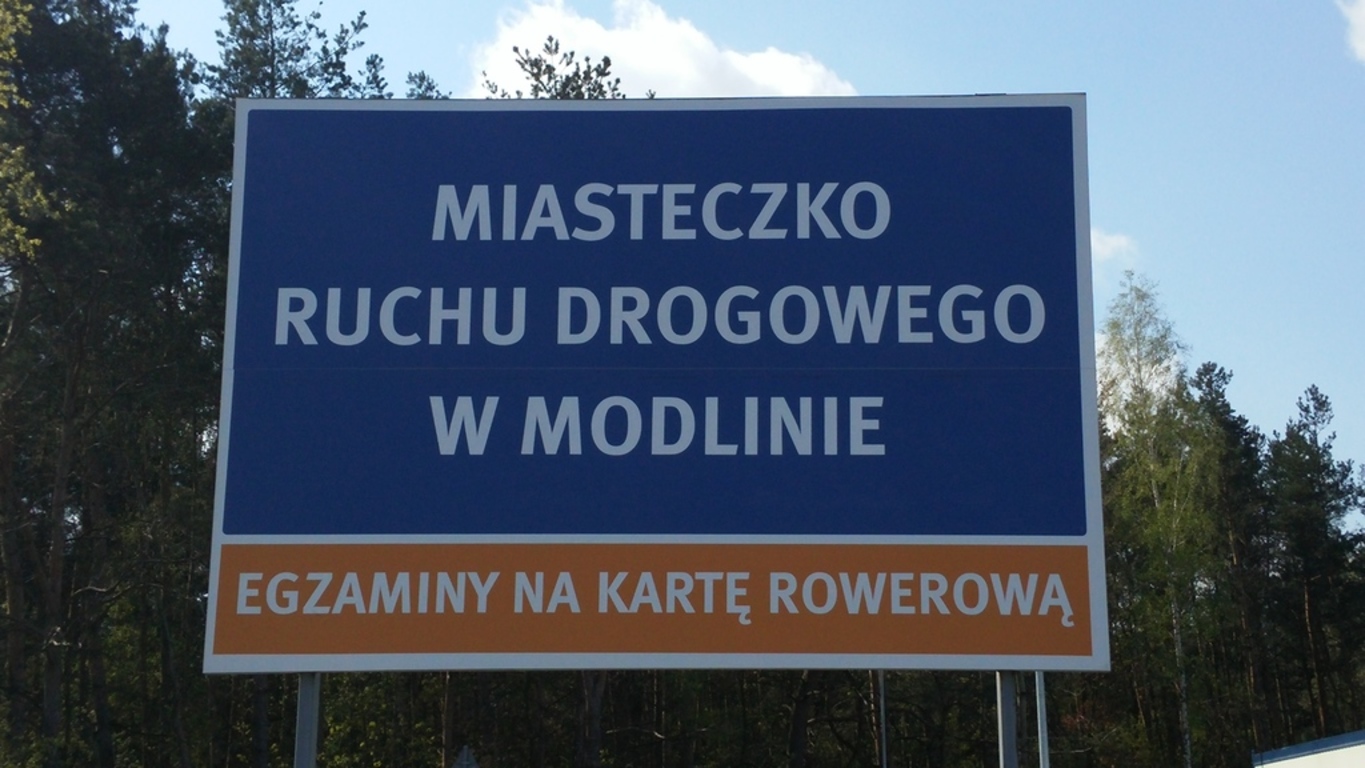 MIASTECZKO
RUCHU DROGOWEGO
W MODLINIE
EGZAMINY NA KARTĘ ROWEROWĄ